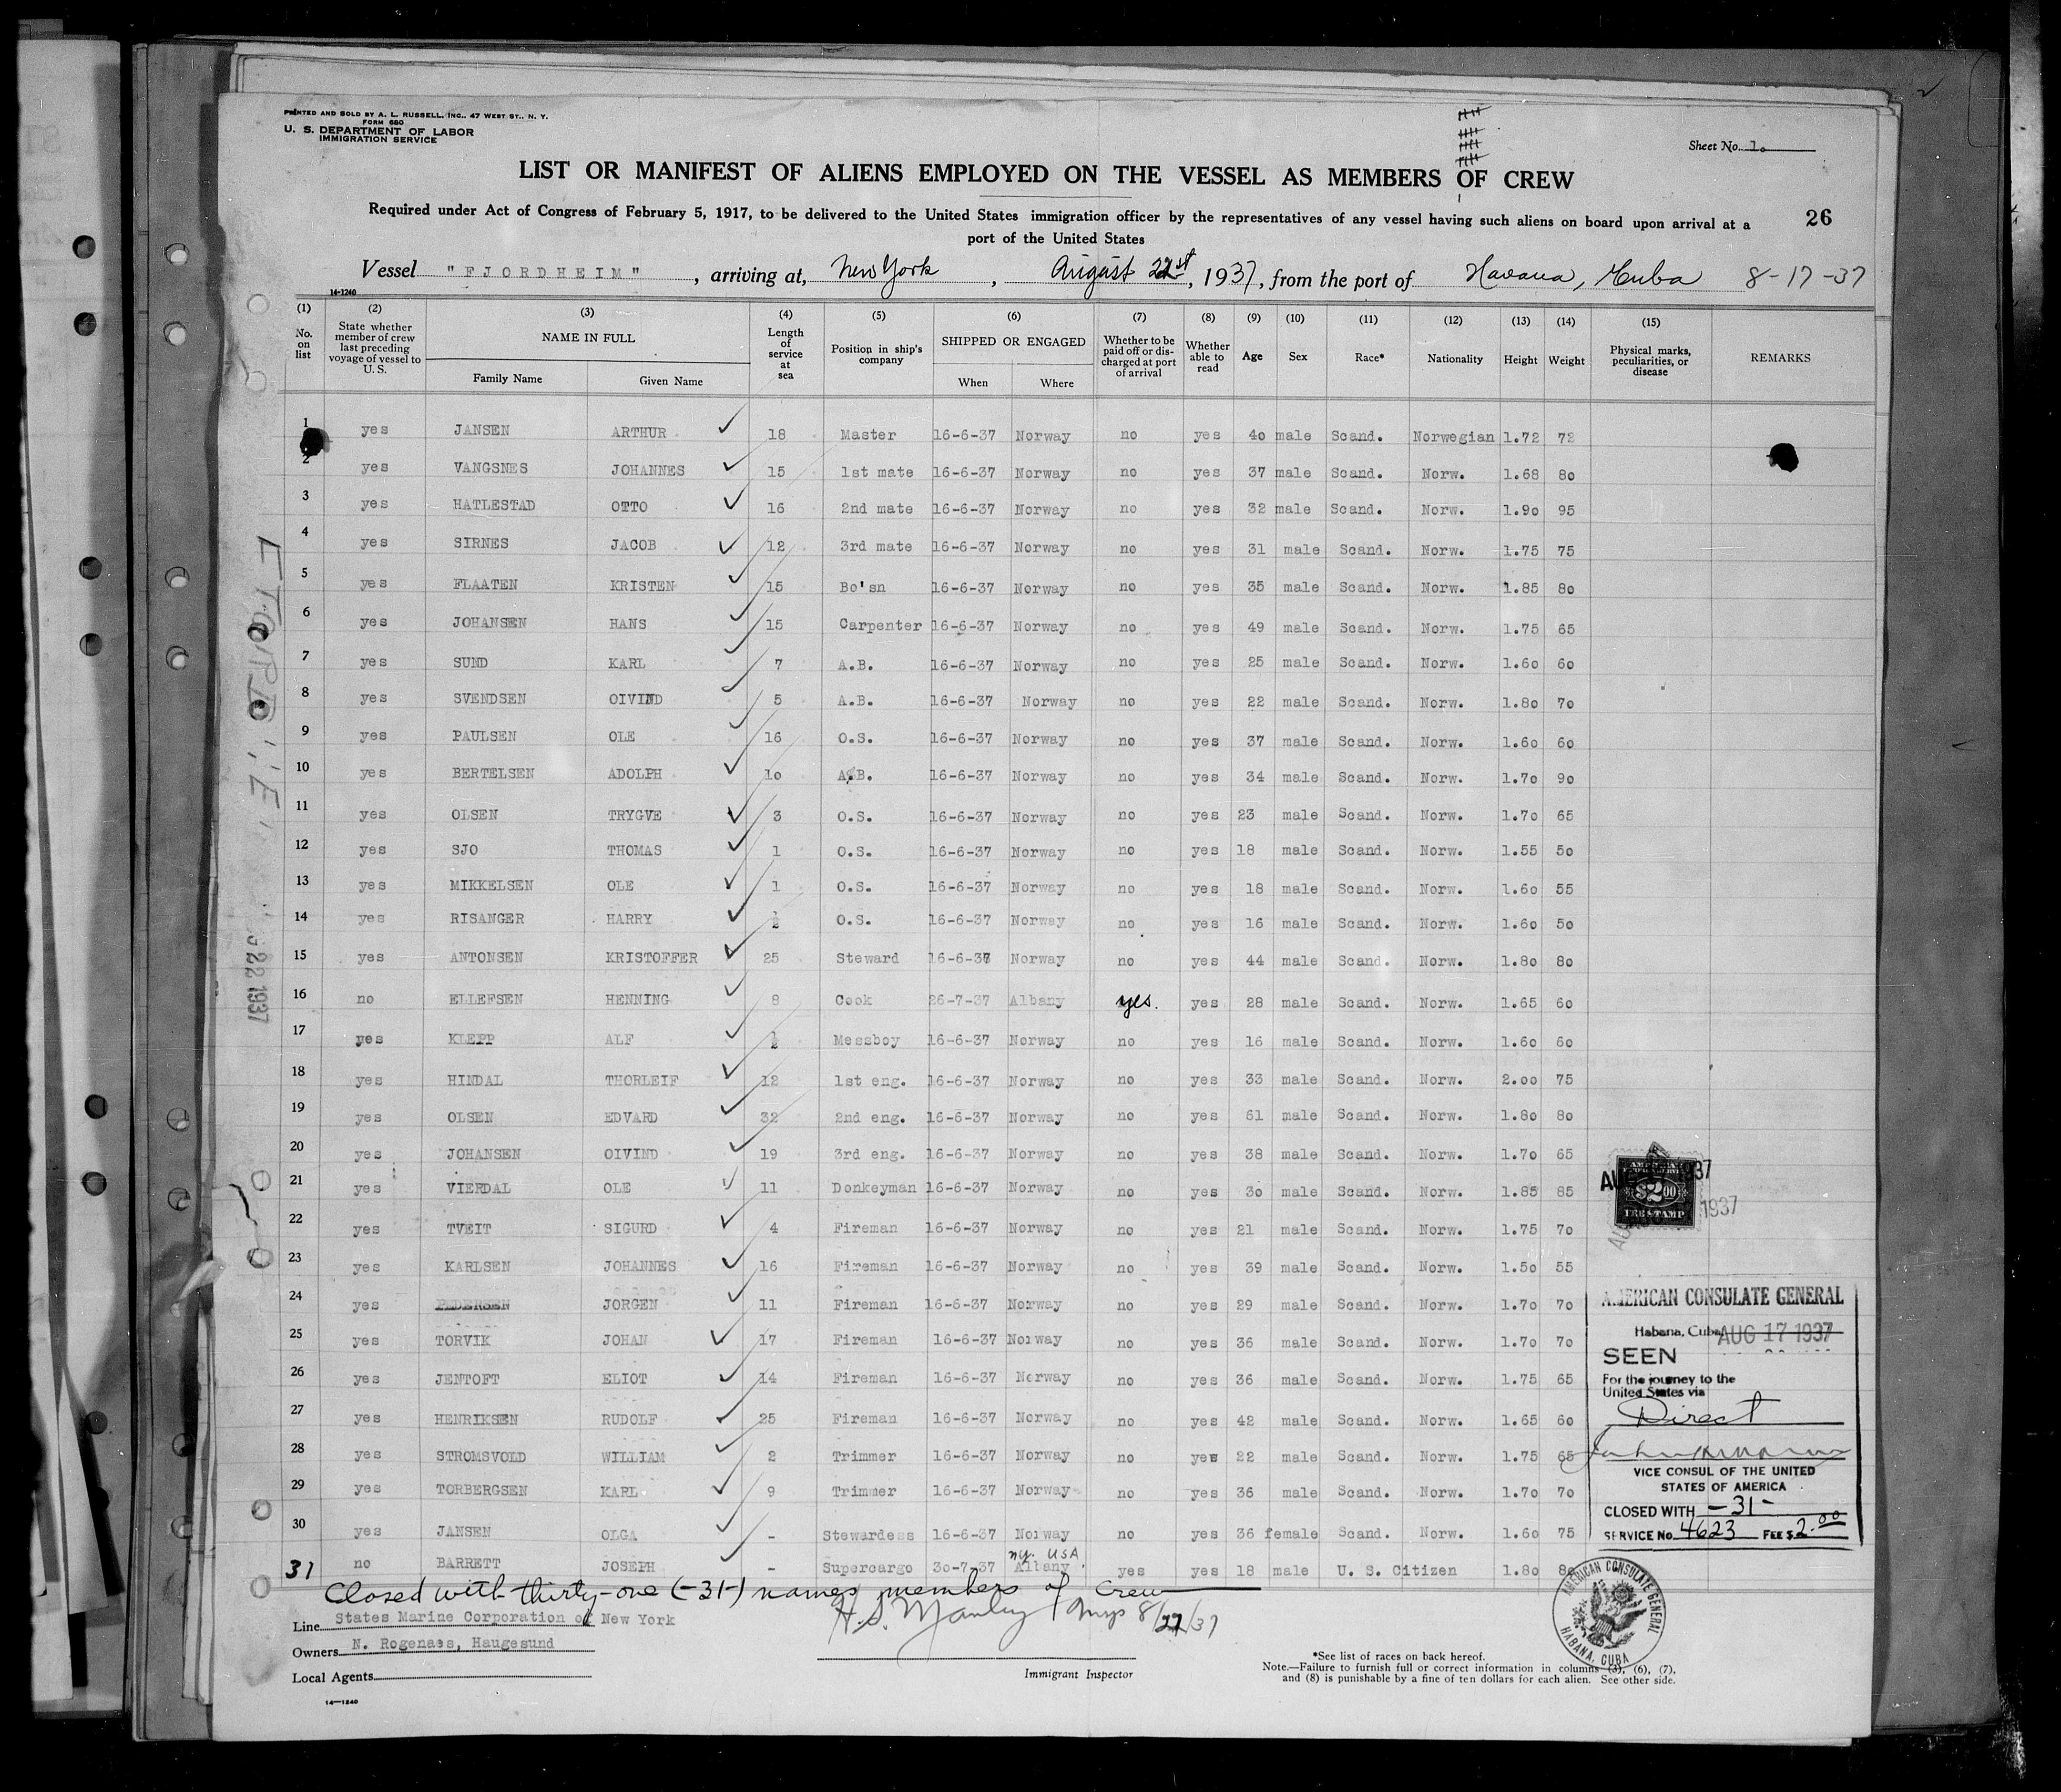 PRINTED AND SOLD BY A. L. RUSSELL, INC., 47 WEST ST., N. Y.
FORM 680
U. S. DEPARTMENT OF LABOR
IMMIGRATION SERVICE
Sheet No. 1.
LIST OR MANIFEST OF ALIENS EMPLOYED ON THE VESSEL AS MEMBERS OF CREW
Required under Act of Congress of February 5, 1917, to be delivered to the United States immigration officer by the representatives of any vessel having such aliens on board upon arrival at a
port of the United States
26
Vessel "FJORDHEIM", arriving at, New York, August 22st, 1937, from the port of Havana, Cuba 8-17-37
14-1240
(1) No. on list
(2) State whether member of crew last preceding voyage of vessel to U. S.
(3) NAME IN FULL Family Name Given Name
(4) Length of service at sea
(5) Position in ship's company
(6) SHIPPED OR ENGAGED When Where
(7) Whether to be paid off or discharged at port of arrival
(8) Whether able to read
(9) Age
(10) Sex
(11) Race*
(12) Nationality
(13) Height
(14) Weight
(15) Physical marks, peculiarities, or disease
REMARKS
1 yes JANSEN ARTHUR 18 Master 16-6-37 Norway no yes 40 male Scand. Norwegian 1.72 72
2 yes VANGSNES JOHANNES 15 1st mate 16-6-37 Norway no yes 37 male Scand. Norw. 1.68 80
3 yes HATLESTAD OTTO 16 2nd mate 16-6-37 Norway no yes 32 male Scand. Norw. 1.90 95
4 yes SIRNES JACOB 12 3rd mate 16-6-37 Norway no yes 31 male Scand. Norw. 1.75 75
5 yes FLAATEN KRISTEN 15 Bo'sn 16-6-37 Norway no yes 35 male Scand. Norw. 1.85 80
6 yes JOHANSEN HANS 15 Carpenter 16-6-37 Norway no yes 49 male Scand. Norw. 1.75 65
7 yes SUND KARL 7 A.B. 16-6-37 Norway no yes 25 male Scand. Norw. 1.60 60
8 yes SVENDSEN OIVIND 5 A.B. 16-6-37 Norway no yes 22 male Scand. Norw. 1.80 70
9 yes PAULSEN OLE 16 O.S. 16-6-37 Norway no yes 37 male Scand. Norw. 1.60 60
10 yes BERTELSEN ADOLPH 10 A.B. 16-6-37 Norway no yes 34 male Scand. Norw. 1.70 90
11 yes OLSEN TRYGVE 3 O.S. 16-6-37 Norway no yes 23 male Scand. Norw. 1.70 65
12 yes SJO THOMAS 1 O.S. 16-6-37 Norway no yes 18 male Scand. Norw. 1.55 50
13 yes MIKKELSEN OLE 1 O.S. 16-6-37 Norway no yes 18 male Scand. Norw. 1.60 55
14 yes RISANGER HARRY ½ O.S. 16-6-37 Norway no yes 16 male Scand. Norw. 1.60 50
15 yes ANTONSEN KRISTOFFER 25 Steward 16-6-37 Norway no yes 44 male Scand. Norw. 1.80 80
16 no ELLEFSEN HENNING 8 Cook 26-7-37 Albany yes. yes 28 male Scand. Norw. 1.65 60
17 yes KLEPP ALF ½ Messboy 16-6-37 Norway no yes 16 male Scand. Norw. 1.60 60
18 yes HINDAL THORLEIF 12 1st eng. 16-6-37 Norway no yes 33 male Scand. Norw. 2.00 75
19 yes OLSEN EDVARD 32 2nd eng. 16-6-37 Norway no yes 61 male Scand. Norw. 1.80 80
20 yes JOHANSEN OIVIND 19 3rd eng. 16-6-37 Norway no yes 38 male Scand. Norw. 1.70 65
21 yes VIERDAL OLE 11 Donkeyman 16-6-37 Norway no yes 30 male Scand. Norw. 1.85 85
22 yes TVEIT SIGURD 4 Fireman 16-6-37 Norway no yes 21 male Scand. Norw. 1.75 70
23 yes KARLSEN JOHANNES 16 Fireman 16-6-37 Norway no yes 39 male Scand. Norw. 1.50 55
24 yes PEDERSEN JORGEN 11 Fireman 16-6-37 Norway no yes 29 male Scand. Norw. 1.70 70
25 yes TORVIK JOHAN 17 Fireman 16-6-37 Norway no yes 36 male Scand. Norw. 1.70 70
26 yes JENTOFT ELIOT 14 Fireman 16-6-37 Norway no yes 36 male Scand. Norw. 1.75 65
27 yes HENRIKSEN RUDOLF 25 Fireman 16-6-37 Norway no yes 42 male Scand. Norw. 1.65 60
28 yes STROMSVOLD WILLIAM 2 Trimmer 16-6-37 Norway no yes 22 male Scand. Norw. 1.75 65
29 yes TORBERGSEN KARL 9 Trimmer 16-6-37 Norway no yes 36 male Scand. Norw. 1.70 70
30 yes JANSEN OLGA - Stewardess 16-6-37 Norway no yes 36 female Scand. Norw. 1.60 75
31 no BARRETT JOSEPH - Supercargo 30-7-37 Albany ny. USA yes yes 18 male U. S. Citizen 1.80 80
Closed with thirty-one (-31-) names members of crew
AUG 1937
$2.00
FEE STAMP
1937
AMERICAN CONSULATE GENERAL
Habana, Cuba AUG 17 1937
SEEN
For the journey to the
United States via
Direct
VICE CONSUL OF THE UNITED
STATES OF AMERICA
CLOSED WITH -31-
SERVICE No. 4623 FEE $ 2.00
AMERICAN CONSULATE GENERAL
HABANA, CUBA
Line States Marine Corporation of New York
Owners N. Rogenaes, Haugesund
Local Agents
H. S. Manley 8/22/37
Immigrant Inspector
*See list of races on back hereof.
Note.—Failure to furnish full or correct information in columns (3), (6), (7),
and (8) is punishable by a fine of ten dollars for each alien. See other side.
14—1240
22 1937